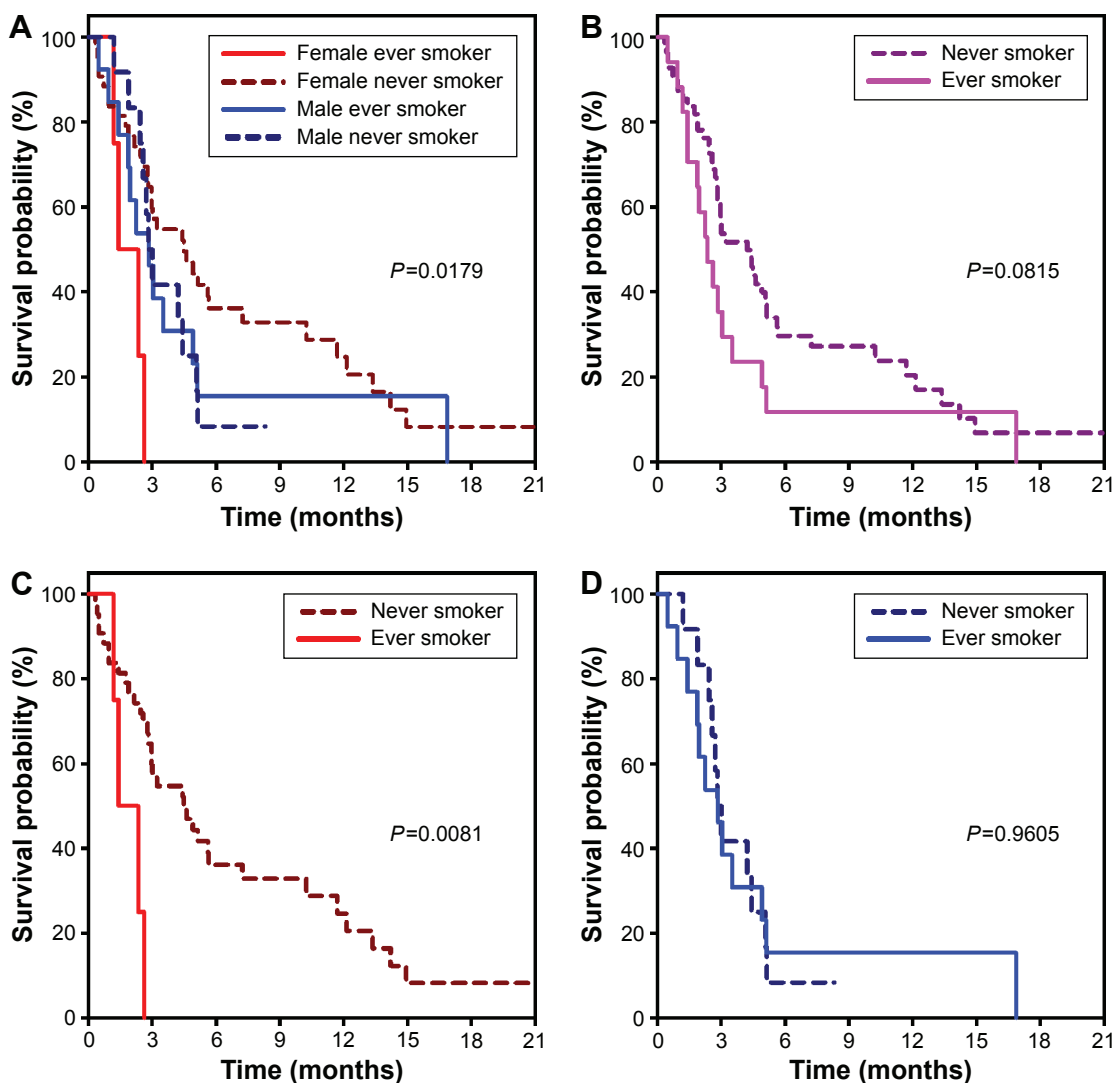 A
Female ever smoker
Female never smoker
Male ever smoker
Male never smoker
P=0.0179
Survival probability (%)
100
80
60
40
20
0
0 3 6 9 12 15 18 21
Time (months)
B
Never smoker
Ever smoker
P=0.0815
Survival probability (%)
100
80
60
40
20
0
0 3 6 9 12 15 18 21
Time (months)
C
Never smoker
Ever smoker
P=0.0081
Survival probability (%)
100
80
60
40
20
0
0 3 6 9 12 15 18 21
Time (months)
D
Never smoker
Ever smoker
P=0.9605
Survival probability (%)
100
80
60
40
20
0
0 3 6 9 12 15 18 21
Time (months)